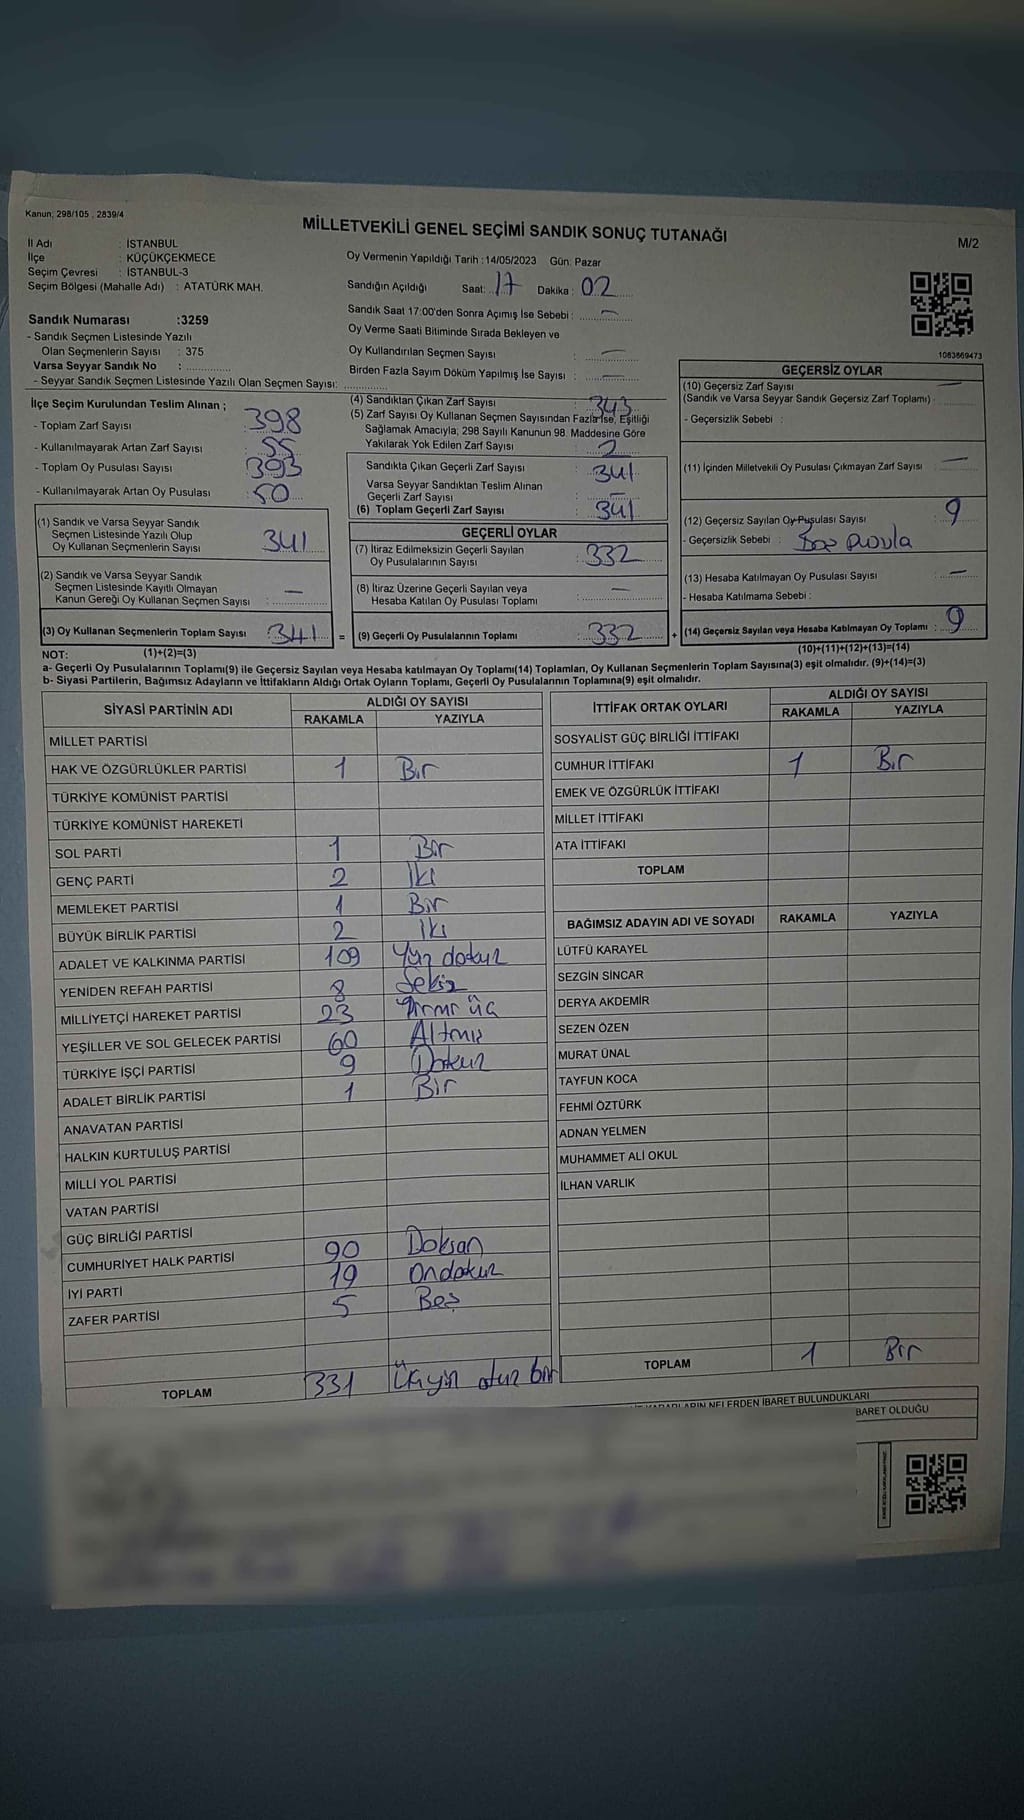 Kanun; 298/105 , 2839/4
MİLLETVEKİLİ GENEL SEÇİMİ SANDIK SONUÇ TUTANAĞI
M/2
İl Adı : İSTANBUL
İlçe : KÜÇÜKÇEKMECE
Seçim Çevresi : İSTANBUL-3
Seçim Bölgesi (Mahalle Adı) : ATATÜRK MAH.
Oy Vermenin Yapıldığı Tarih :14/05/2023 Gün: Pazar
Sandığın Açıldığı Saat: 17 Dakika : 02
Sandık Saat 17:00'den Sonra Açımış İse Sebebi : —
Oy Verme Saati Bitiminde Sırada Bekleyen ve
Oy Kullandırılan Seçmen Sayısı : —
Birden Fazla Sayım Döküm Yapılmış İse Sayısı : —
Sandık Numarası :3259
- Sandık Seçmen Listesinde Yazılı
Olan Seçmenlerin Sayısı : 375
Varsa Seyyar Sandık No :
- Seyyar Sandık Seçmen Listesinde Yazılı Olan Seçmen Sayısı:
1083869473
İlçe Seçim Kurulundan Teslim Alınan ;
- Toplam Zarf Sayısı : 398
- Kullanılmayarak Artan Zarf Sayısı : 55
- Toplam Oy Pusulası Sayısı : 393
- Kullanılmayarak Artan Oy Pusulası : 50
(4) Sandıktan Çıkan Zarf Sayısı : 343
(5) Zarf Sayısı Oy Kullanan Seçmen Sayısından Fazla İse, Eşitliği
Sağlamak Amacıyla; 298 Sayılı Kanunun 98. Maddesine Göre
Yakılarak Yok Edilen Zarf Sayısı : 2
Sandıkta Çıkan Geçerli Zarf Sayısı : 341
Varsa Seyyar Sandıktan Teslim Alınan
Geçerli Zarf Sayısı : —
(6) Toplam Geçerli Zarf Sayısı : 341
GEÇERSİZ OYLAR
(10) Geçersiz Zarf Sayısı —
(Sandık ve Varsa Seyyar Sandık Geçersiz Zarf Toplamı) :
- Geçersizlik Sebebi :
(11) İçinden Milletvekili Oy Pusulası Çıkmayan Zarf Sayısı —
(12) Geçersiz Sayılan Oy Pusulası Sayısı : 9
- Geçersizlik Sebebi :
(13) Hesaba Katılmayan Oy Pusulası Sayısı : —
- Hesaba Katılmama Sebebi :
(14) Geçersiz Sayılan veya Hesaba Katılmayan Oy Toplamı : 9
(10)+(11)+(12)+(13)=(14)
(1) Sandık ve Varsa Seyyar Sandık
Seçmen Listesinde Yazılı Olup
Oy Kullanan Seçmenlerin Sayısı : 341
(2) Sandık ve Varsa Seyyar Sandık
Seçmen Listesinde Kayıtlı Olmayan
Kanun Gereği Oy Kullanan Seçmen Sayısı : —
(3) Oy Kullanan Seçmenlerin Toplam Sayısı : 341 =
GEÇERLİ OYLAR
(7) İtiraz Edilmeksizin Geçerli Sayılan
Oy Pusulalarının Sayısı : 332
(8) İtiraz Üzerine Geçerli Sayılan veya
Hesaba Katılan Oy Pusulası Toplamı : —
(9) Geçerli Oy Pusulalarının Toplamı : 332 +
NOT: (1)+(2)=(3)
a- Geçerli Oy Pusulalarının Toplamı(9) ile Geçersiz Sayılan veya Hesaba katılmayan Oy Toplamı(14) Toplamları, Oy Kullanan Seçmenlerin Toplam Sayısına(3) eşit olmalıdır. (9)+(14)=(3)
b- Siyasi Partilerin, Bağımsız Adayların ve İttifakların Aldığı Ortak Oyların Toplamı, Geçerli Oy Pusulalarının Toplamına(9) eşit olmalıdır.
SİYASİ PARTİNİN ADI ALDIĞI OY SAYISI
RAKAMLA YAZIYLA
MİLLET PARTİSİ
HAK VE ÖZGÜRLÜKLER PARTİSİ 1 Bir
TÜRKİYE KOMÜNİST PARTİSİ
TÜRKİYE KOMÜNİST HAREKETİ
SOL PARTİ 1 Bir
GENÇ PARTİ 2 İki
MEMLEKET PARTİSİ 1 Bir
BÜYÜK BİRLİK PARTİSİ 2 İki
ADALET VE KALKINMA PARTİSİ 109 Yüz dokuz
YENİDEN REFAH PARTİSİ 8 Sekiz
MİLLİYETÇİ HAREKET PARTİSİ 23 Yirmi üç
YEŞİLLER VE SOL GELECEK PARTİSİ 60 Altmış
TÜRKİYE İŞÇİ PARTİSİ 9 Dokuz
ADALET BİRLİK PARTİSİ 1 Bir
ANAVATAN PARTİSİ
HALKIN KURTULUŞ PARTİSİ
MİLLİ YOL PARTİSİ
VATAN PARTİSİ
GÜÇ BİRLİĞİ PARTİSİ
CUMHURİYET HALK PARTİSİ 90 Doksan
İYİ PARTİ 19 Ondokuz
ZAFER PARTİSİ 5 Beş
TOPLAM 331
İTTİFAK ORTAK OYLARI ALDIĞI OY SAYISI
RAKAMLA YAZIYLA
SOSYALİST GÜÇ BİRLİĞİ İTTİFAKI
CUMHUR İTTİFAKI 1 Bir
EMEK VE ÖZGÜRLÜK İTTİFAKI
MİLLET İTTİFAKI
ATA İTTİFAKI
TOPLAM
BAĞIMSIZ ADAYIN ADI VE SOYADI RAKAMLA YAZIYLA
LÜTFÜ KARAYEL
SEZGİN SİNCAR
DERYA AKDEMİR
SEZEN ÖZEN
MURAT ÜNAL
TAYFUN KOCA
FEHMİ ÖZTÜRK
ADNAN YELMEN
MUHAMMET ALİ OKUL
İLHAN VARLIK
TOPLAM 1 Bir
NELERDEN İBARET BULUNDUKLARI
BARET OLDUĞU